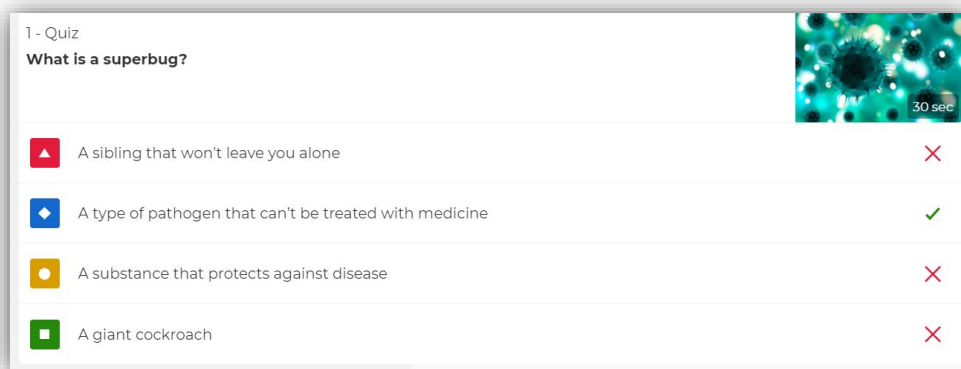 1 - Quiz
What is a superbug?
30 sec
A sibling that won't leave you alone
A type of pathogen that can't be treated with medicine
A substance that protects against disease
A giant cockroach